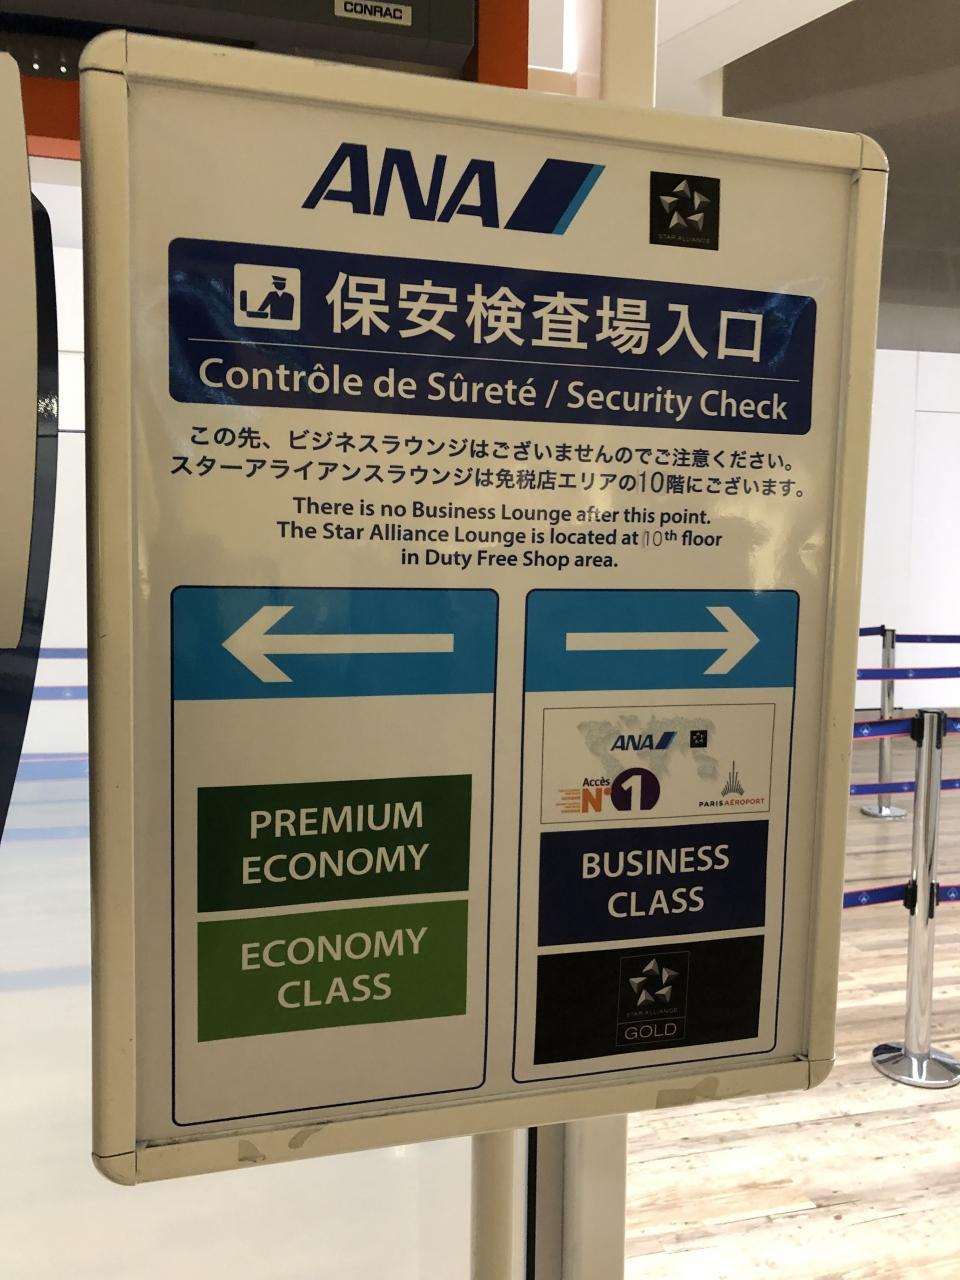 CONRAC
ANA
STAR ALLIANCE
保安検査場入口
Contrôle de Sûreté / Security Check
この先、ビジネスラウンジはございませんのでご注意ください。
スターアライアンスラウンジは免税店エリアの10階にございます。
There is no Business Lounge after this point.
The Star Alliance Lounge is located at 10th floor
in Duty Free Shop area.
PREMIUM
ECONOMY
ECONOMY
CLASS
ANA
Accès
N°1
PARISAÉROPORT
BUSINESS
CLASS
STAR ALLIANCE
GOLD